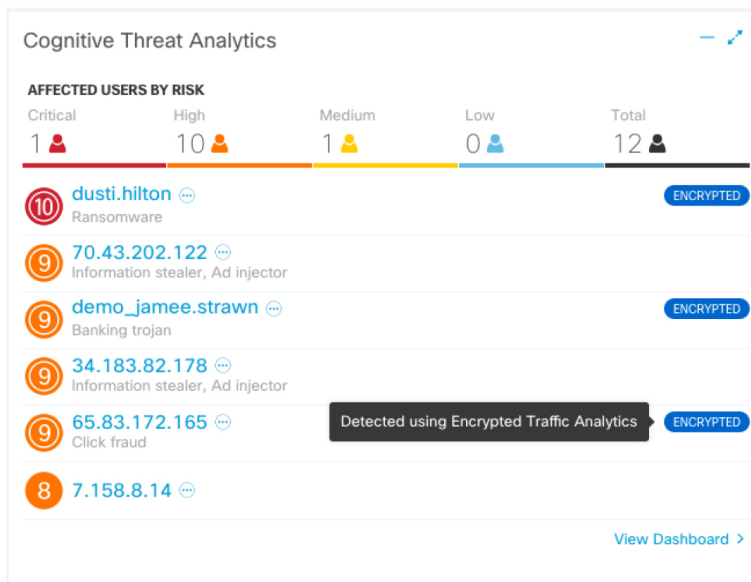 Cognitive Threat Analytics
AFFECTED USERS BY RISK
Critical High Medium Low Total
1 10 1 0 12
10 dusti.hilton ENCRYPTED
Ransomware
9 70.43.202.122
Information stealer, Ad injector
9 demo_jamee.strawn ENCRYPTED
Banking trojan
9 34.183.82.178
Information stealer, Ad injector
9 65.83.172.165 Detected using Encrypted Traffic Analytics ENCRYPTED
Click fraud
8 7.158.8.14
View Dashboard >